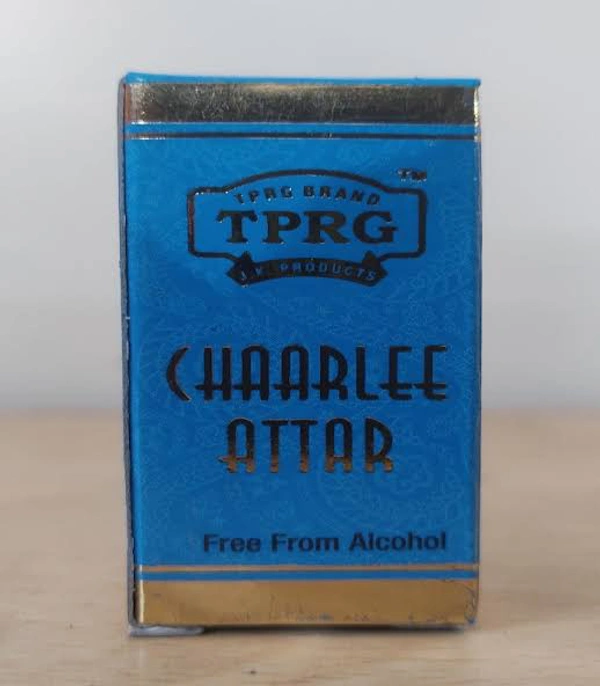 TM
TPRG BRAND
TPRG
J.K. PRODUCTS
CHAARLEE
ATTAR
Free From Alcohol